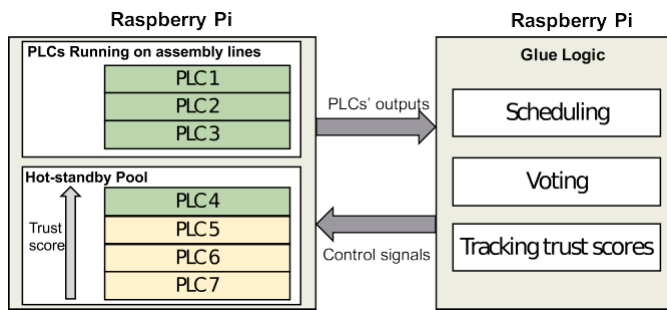 Raspberry Pi
PLCs Running on assembly lines
PLC1
PLC2
PLC3
Hot-standby Pool
Trust
score
PLC4
PLC5
PLC6
PLC7
PLCs' outputs
Control signals
Raspberry Pi
Glue Logic
Scheduling
Voting
Tracking trust scores